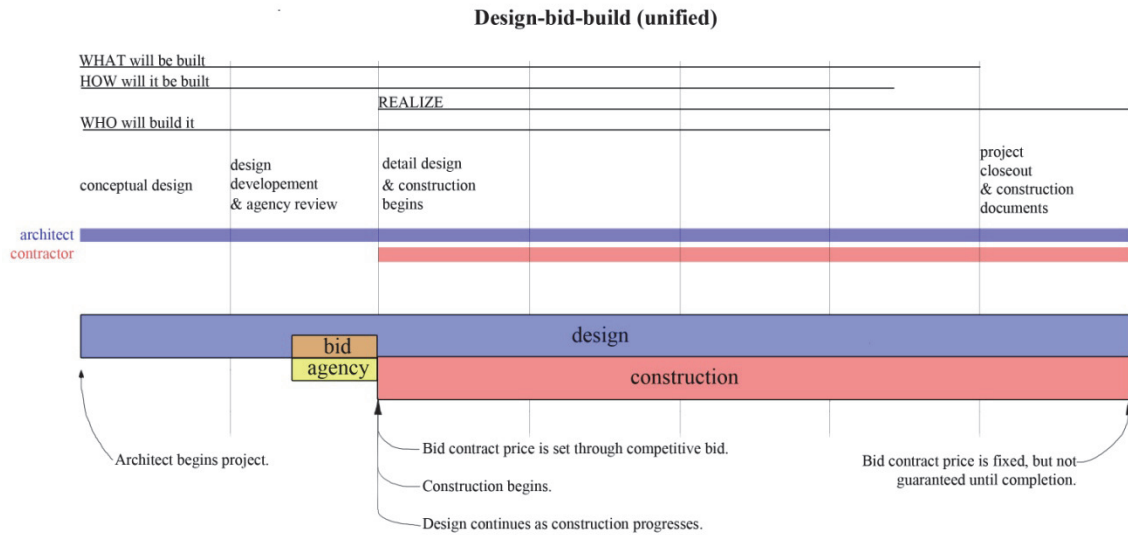 Design-bid-build (unified)
WHAT will be built
HOW will it be built
REALIZE
WHO will build it
conceptual design
design
developement
& agency review
detail design
& construction
begins
project
closeout
& construction
documents
architect
contractor
design
bid
agency
construction
Architect begins project.
Bid contract price is set through competitive bid.
Construction begins.
Design continues as construction progresses.
Bid contract price is fixed, but not
guaranteed until completion.